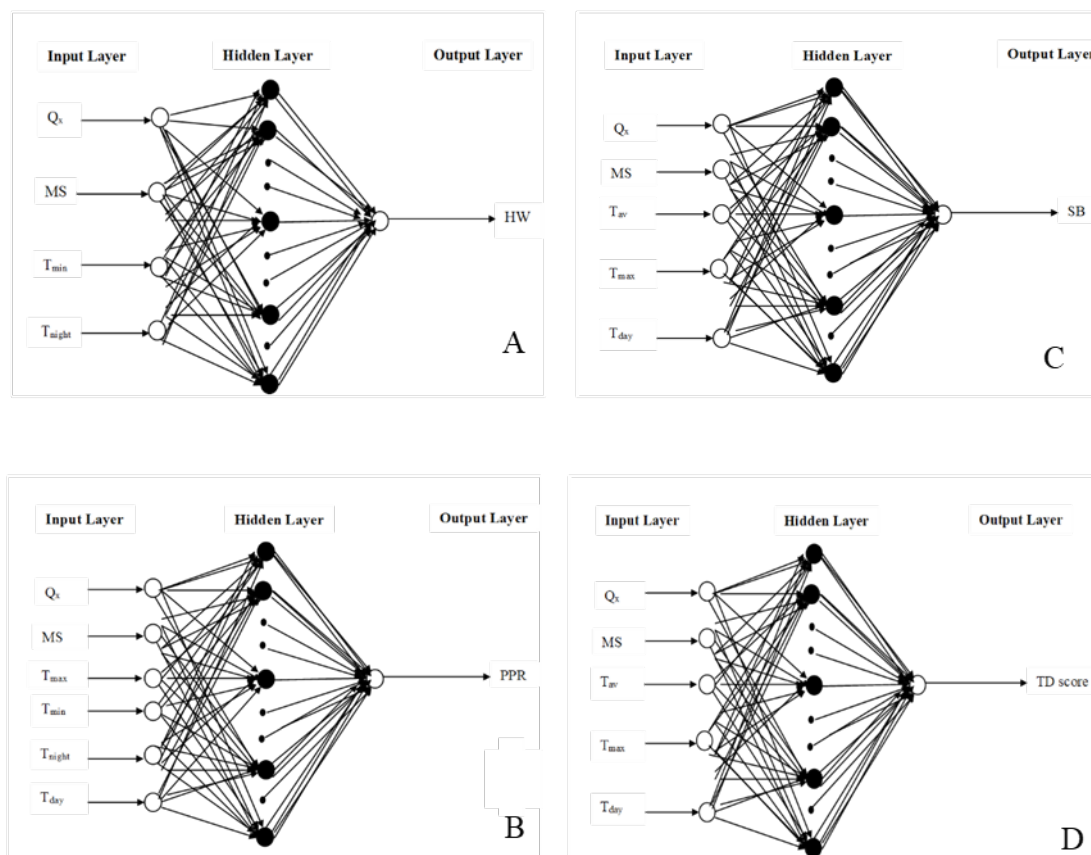 Input Layer Hidden Layer Output Layer
Qx
MS
Tmin
Tnight
HW
A
Input Layer Hidden Layer Output Layer
Qx
MS
Tav
Tmax
Tday
SB
C
Input Layer Hidden Layer Output Layer
Qx
MS
Tmax
Tmin
Tnight
Tday
PPR
B
Input Layer Hidden Layer Output Layer
Qx
MS
Tav
Tmax
Tday
TD score
D